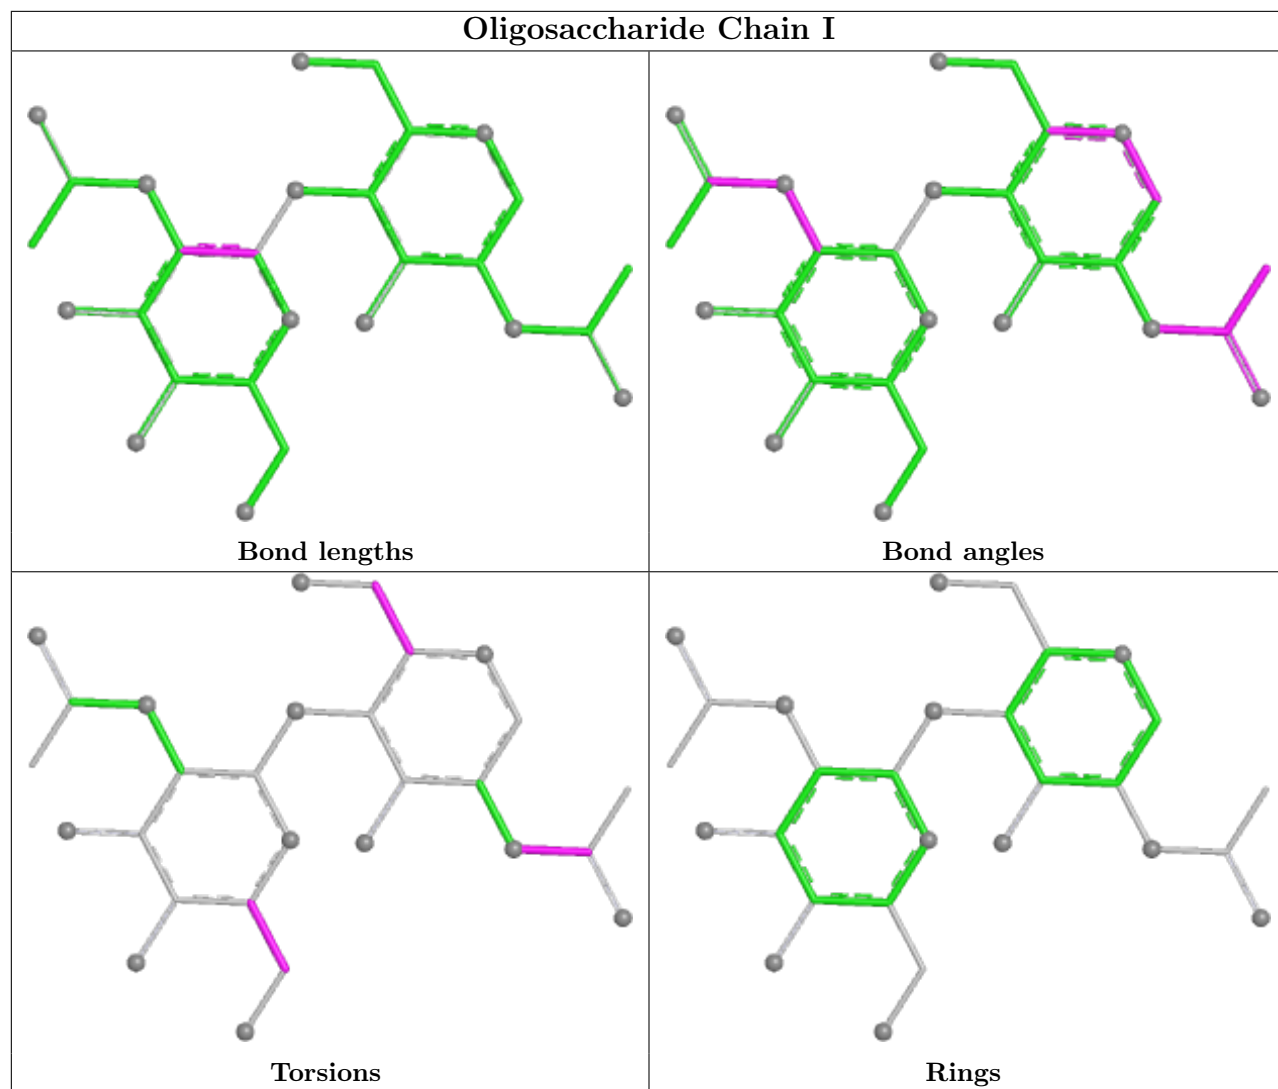 Oligosaccharide Chain I
Bond lengths
Bond angles
Torsions
Rings